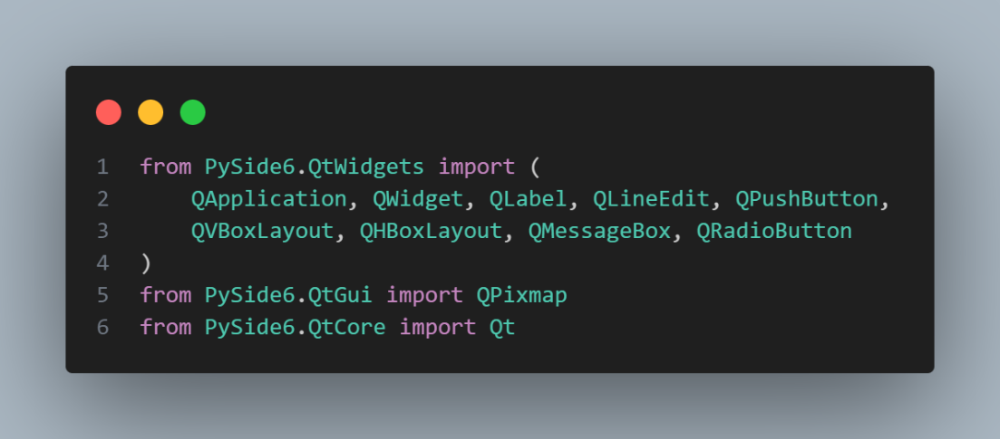 1 from PySide6.QtWidgets import (
2     QApplication, QWidget, QLabel, QLineEdit, QPushButton,
3     QVBoxLayout, QHBoxLayout, QMessageBox, QRadioButton
4 )
5 from PySide6.QtGui import QPixmap
6 from PySide6.QtCore import Qt